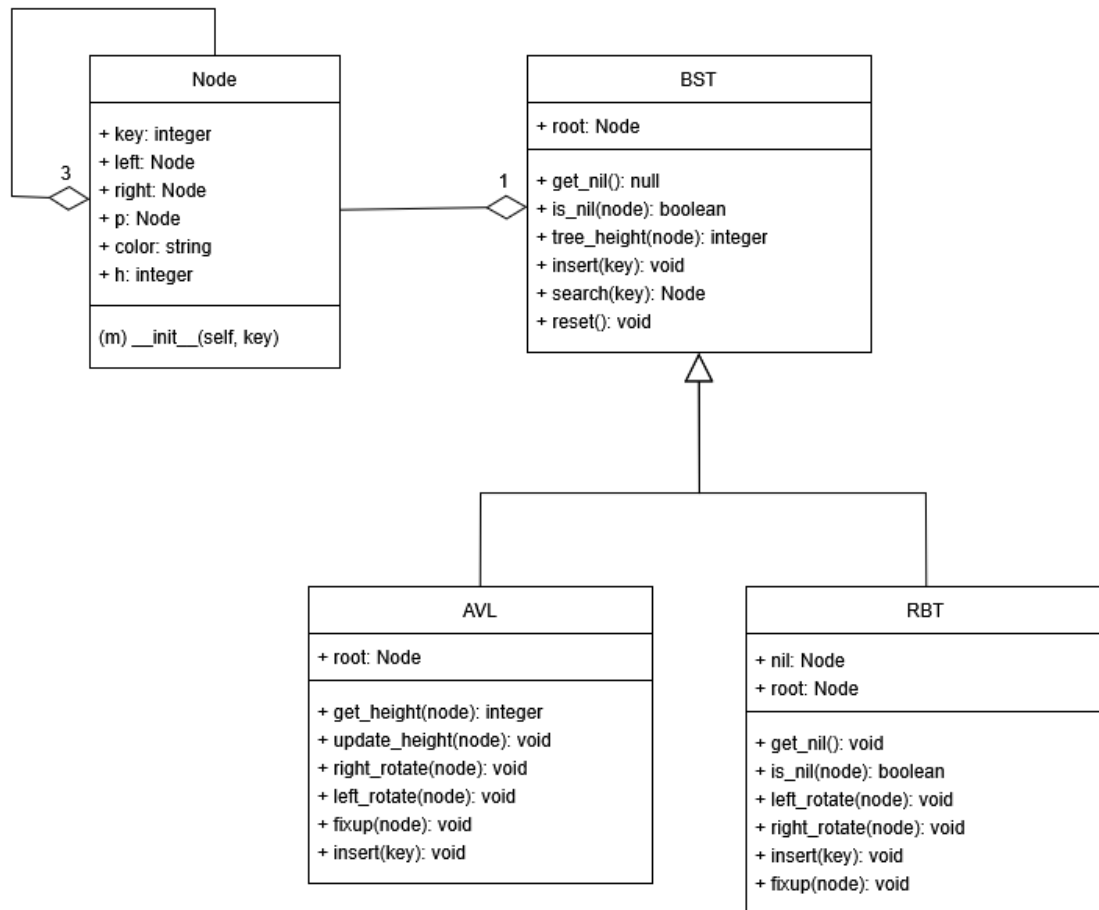 Node
+ key: integer
+ left: Node
+ right: Node
+ p: Node
+ color: string
+ h: integer
(m) __init__(self, key)
3
1
BST
+ root: Node
+ get_nil(): null
+ is_nil(node): boolean
+ tree_height(node): integer
+ insert(key): void
+ search(key): Node
+ reset(): void
AVL
+ root: Node
+ get_height(node): integer
+ update_height(node): void
+ right_rotate(node): void
+ left_rotate(node): void
+ fixup(node): void
+ insert(key): void
RBT
+ nil: Node
+ root: Node
+ get_nil(): void
+ is_nil(node): boolean
+ left_rotate(node): void
+ right_rotate(node): void
+ insert(key): void
+ fixup(node): void